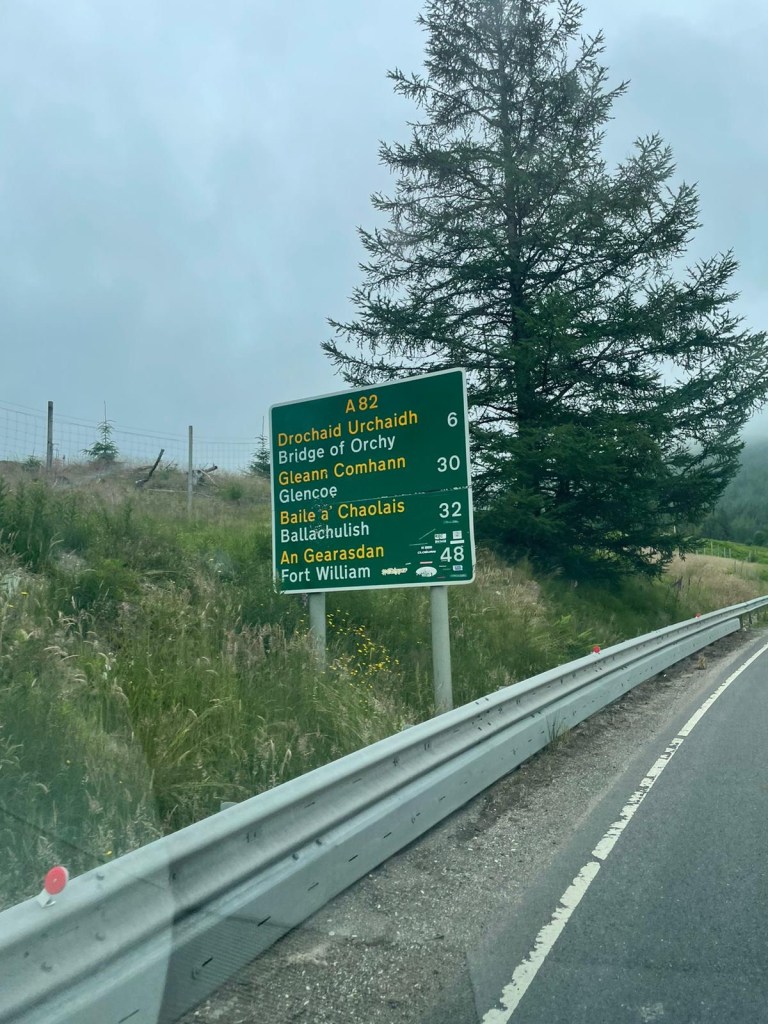 A 82
Drochaid Urchaidh 6
Bridge of Orchy
Gleann Comhann 30
Glencoe
Baile a' Chaolais 32
Ballachulish
An Gearasdan 48
Fort William